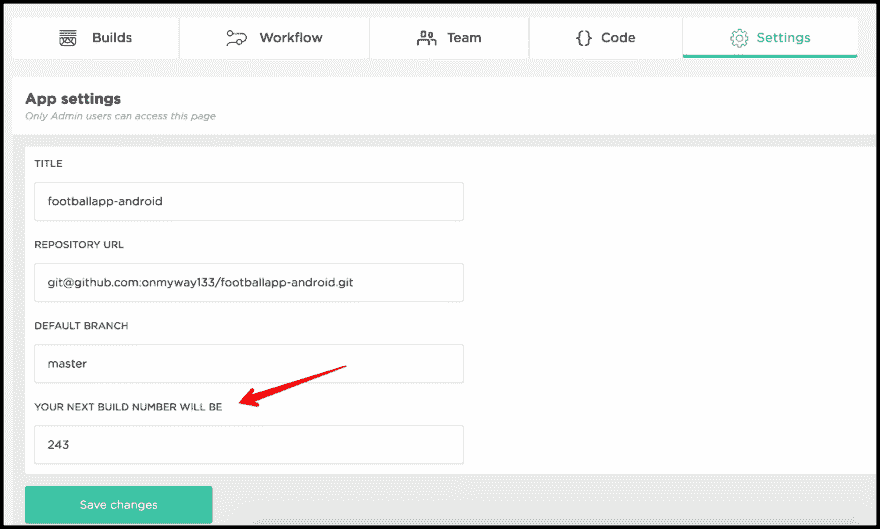 Builds
Workflow
Team
Code
Settings
App settings
Only Admin users can access this page
TITLE
footballapp-android
REPOSITORY URL
git@github.com:onmyway133/footballapp-android.git
DEFAULT BRANCH
master
YOUR NEXT BUILD NUMBER WILL BE
243
Save changes